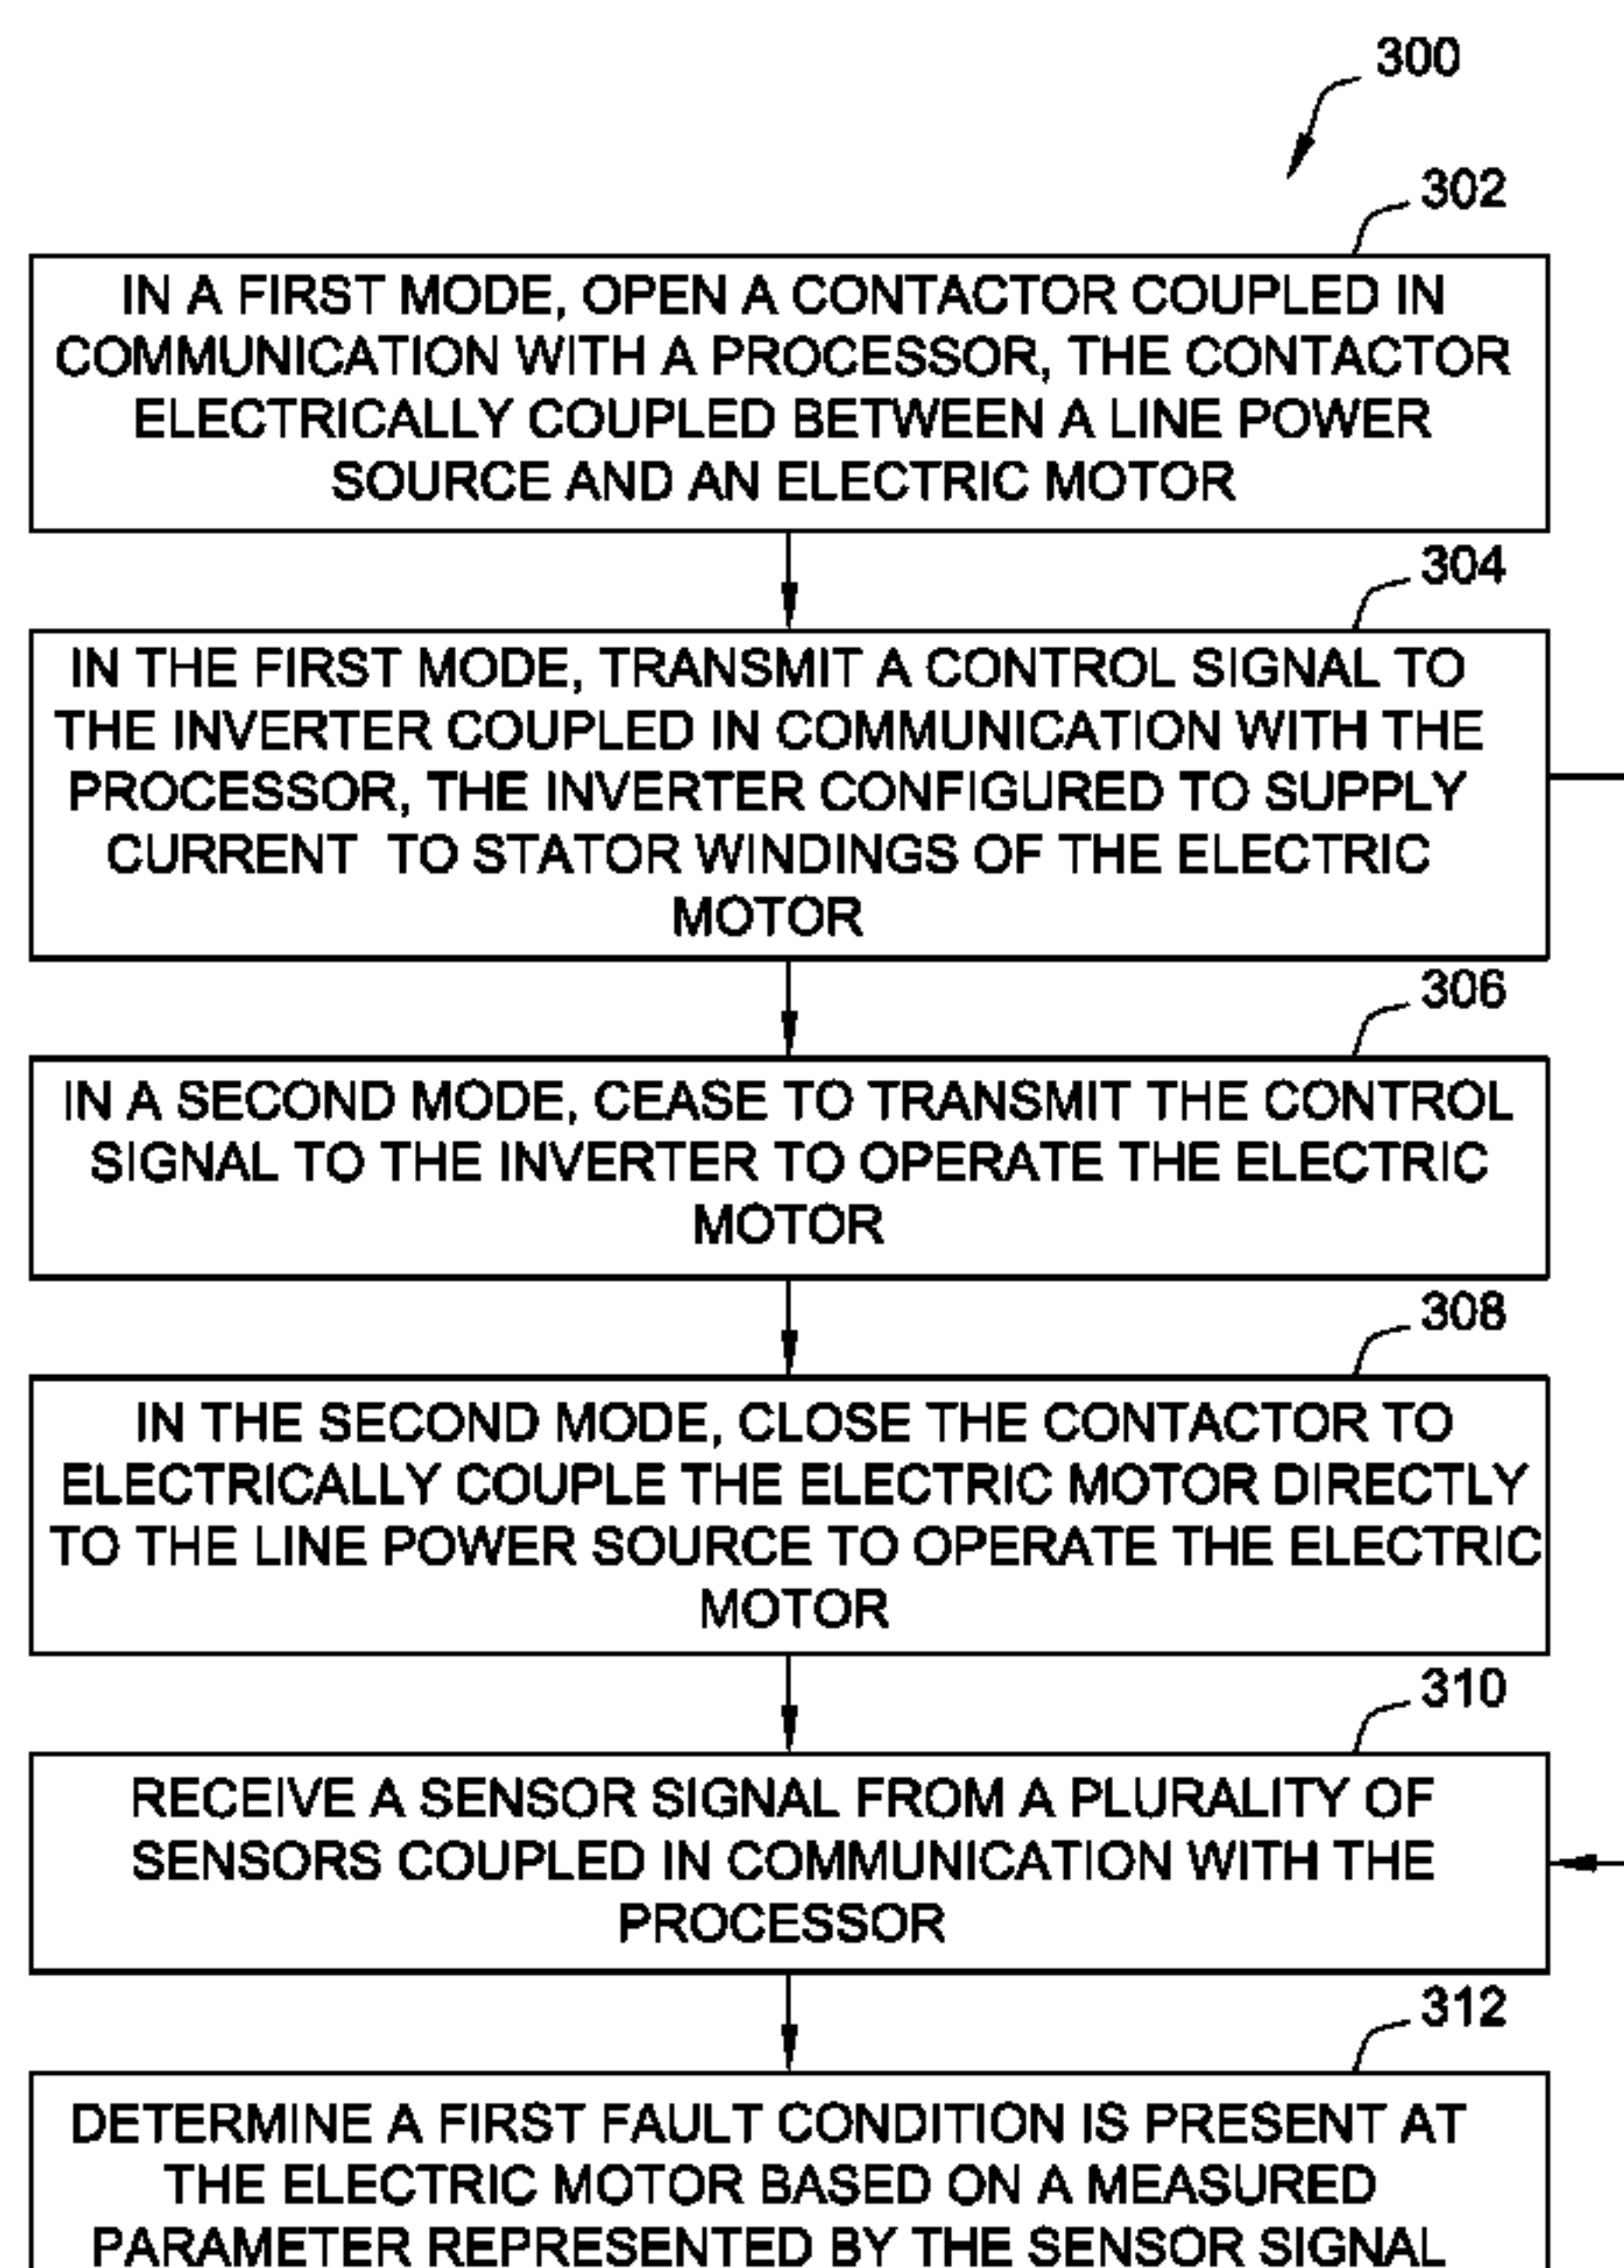 300
302
IN A FIRST MODE, OPEN A CONTACTOR COUPLED IN
COMMUNICATION WITH A PROCESSOR, THE CONTACTOR
ELECTRICALLY COUPLED BETWEEN A LINE POWER
SOURCE AND AN ELECTRIC MOTOR
304
IN THE FIRST MODE, TRANSMIT A CONTROL SIGNAL TO
THE INVERTER COUPLED IN COMMUNICATION WITH THE
PROCESSOR, THE INVERTER CONFIGURED TO SUPPLY
CURRENT TO STATOR WINDINGS OF THE ELECTRIC
MOTOR
306
IN A SECOND MODE, CEASE TO TRANSMIT THE CONTROL
SIGNAL TO THE INVERTER TO OPERATE THE ELECTRIC
MOTOR
308
IN THE SECOND MODE, CLOSE THE CONTACTOR TO
ELECTRICALLY COUPLE THE ELECTRIC MOTOR DIRECTLY
TO THE LINE POWER SOURCE TO OPERATE THE ELECTRIC
MOTOR
310
RECEIVE A SENSOR SIGNAL FROM A PLURALITY OF
SENSORS COUPLED IN COMMUNICATION WITH THE
PROCESSOR
312
DETERMINE A FIRST FAULT CONDITION IS PRESENT AT
THE ELECTRIC MOTOR BASED ON A MEASURED
PARAMETER REPRESENTED BY THE SENSOR SIGNAL